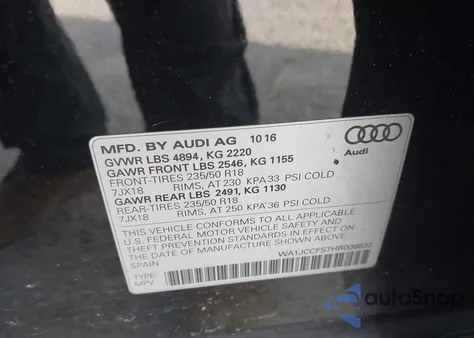 MFD. BY AUDI AG 10 16
GVWR LBS 4894, KG 2220
GAWR FRONT LBS 2546, KG 1155
FRONT-TIRES 235/50 R18
7JX18 RIMS, AT 230 KPA 33 PSI COLD
GAWR REAR LBS 2491, KG 1130
REAR-TIRES 235/50 R18
7JX18 RIMS, AT 250 KPA 36 PSI COLD
THIS VEHICLE CONFORMS TO ALL APPLICABLE
U.S. FEDERAL MOTOR VEHICLE SAFETY AND
THEFT PREVENTION STANDARDS IN EFFECT ON THE
DATE OF MANUFACTURE SHOWN ABOVE.
SPAIN
TYPE:
MPV
Audi
autoSnap